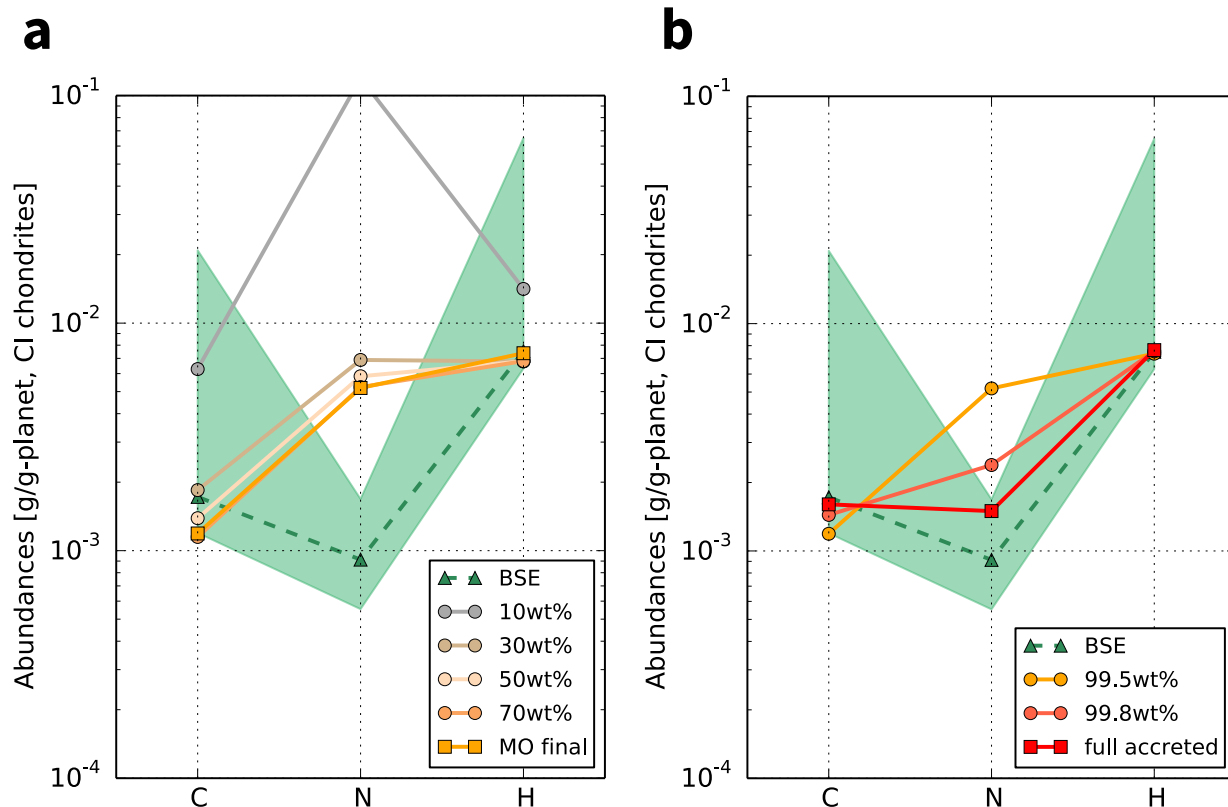 a
Abundances [g/g-planet, CI chondrites]
10^-1
10^-2
10^-3
10^-4
C N H
BSE
10wt%
30wt%
50wt%
70wt%
MO final
b
Abundances [g/g-planet, CI chondrites]
10^-1
10^-2
10^-3
10^-4
C N H
BSE
99.5wt%
99.8wt%
full accreted